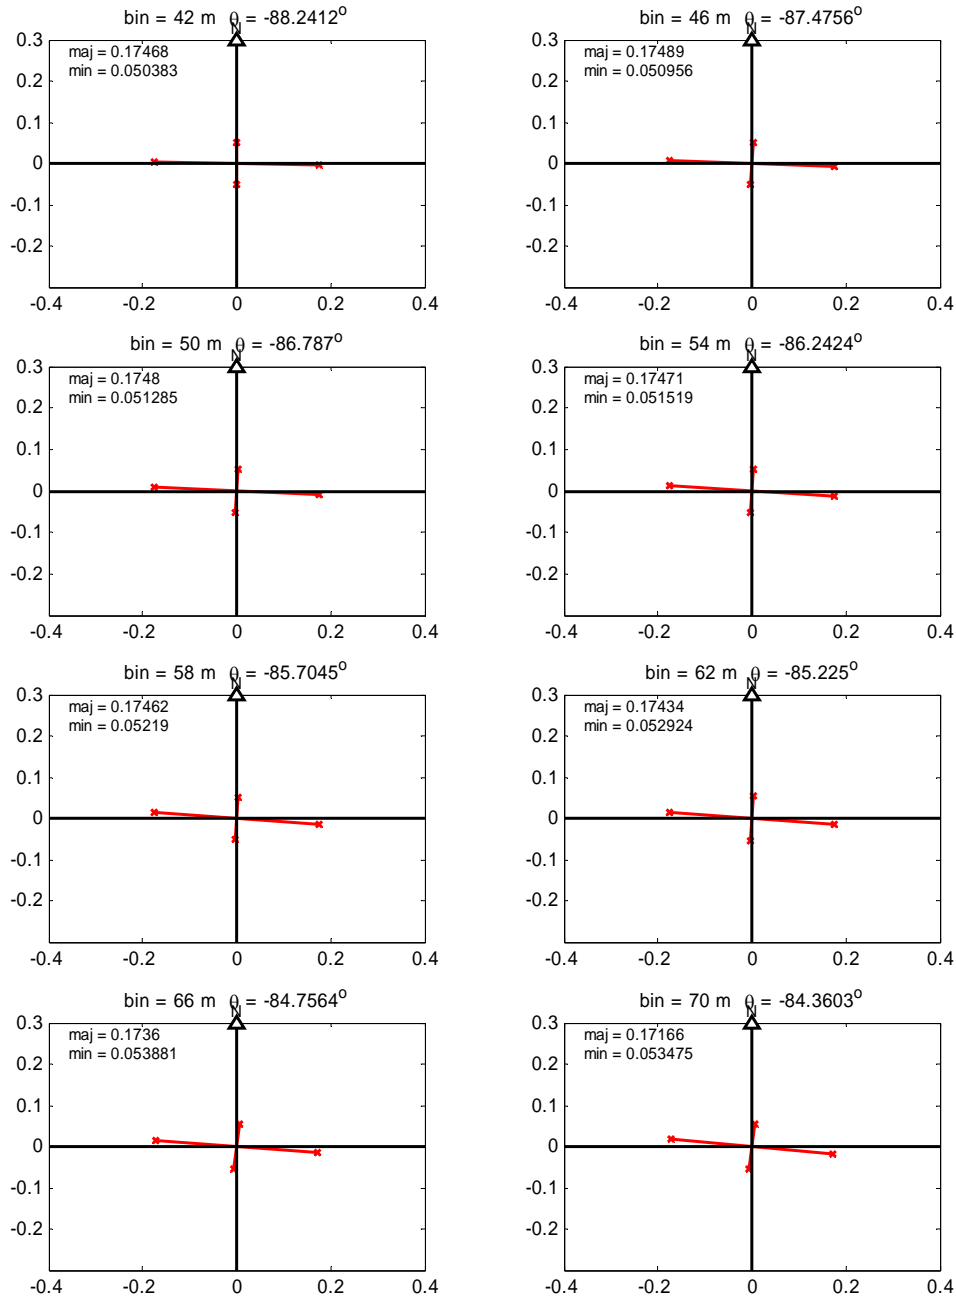 bin = 42 m θ = -88.2412°
N
maj = 0.17468
min = 0.050383
0.3
0.2
0.1
0
-0.1
-0.2
-0.4 -0.2 0 0.2 0.4
bin = 46 m θ = -87.4756°
N
maj = 0.17489
min = 0.050956
0.3
0.2
0.1
0
-0.1
-0.2
-0.4 -0.2 0 0.2 0.4
bin = 50 m θ = -86.787°
N
maj = 0.1748
min = 0.051285
0.3
0.2
0.1
0
-0.1
-0.2
-0.4 -0.2 0 0.2 0.4
bin = 54 m θ = -86.2424°
N
maj = 0.17471
min = 0.051519
0.3
0.2
0.1
0
-0.1
-0.2
-0.4 -0.2 0 0.2 0.4
bin = 58 m θ = -85.7045°
N
maj = 0.17462
min = 0.05219
0.3
0.2
0.1
0
-0.1
-0.2
-0.4 -0.2 0 0.2 0.4
bin = 62 m θ = -85.225°
N
maj = 0.17434
min = 0.052924
0.3
0.2
0.1
0
-0.1
-0.2
-0.4 -0.2 0 0.2 0.4
bin = 66 m θ = -84.7564°
N
maj = 0.1736
min = 0.053881
0.3
0.2
0.1
0
-0.1
-0.2
-0.4 -0.2 0 0.2 0.4
bin = 70 m θ = -84.3603°
N
maj = 0.17166
min = 0.053475
0.3
0.2
0.1
0
-0.1
-0.2
-0.4 -0.2 0 0.2 0.4